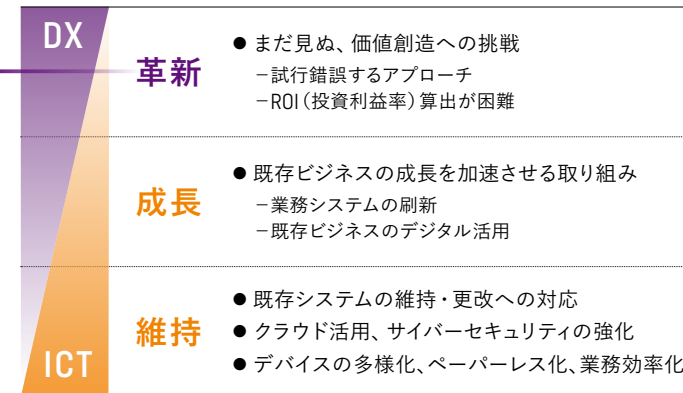 DX
革新
● まだ見ぬ、価値創造への挑戦
－試行錯誤するアプローチ
－ROI（投資利益率）算出が困難
成長
● 既存ビジネスの成長を加速させる取り組み
－業務システムの刷新
－既存ビジネスのデジタル活用
維持
● 既存システムの維持・更改への対応
● クラウド活用、サイバーセキュリティの強化
● デバイスの多様化、ペーパーレス化、業務効率化
ICT